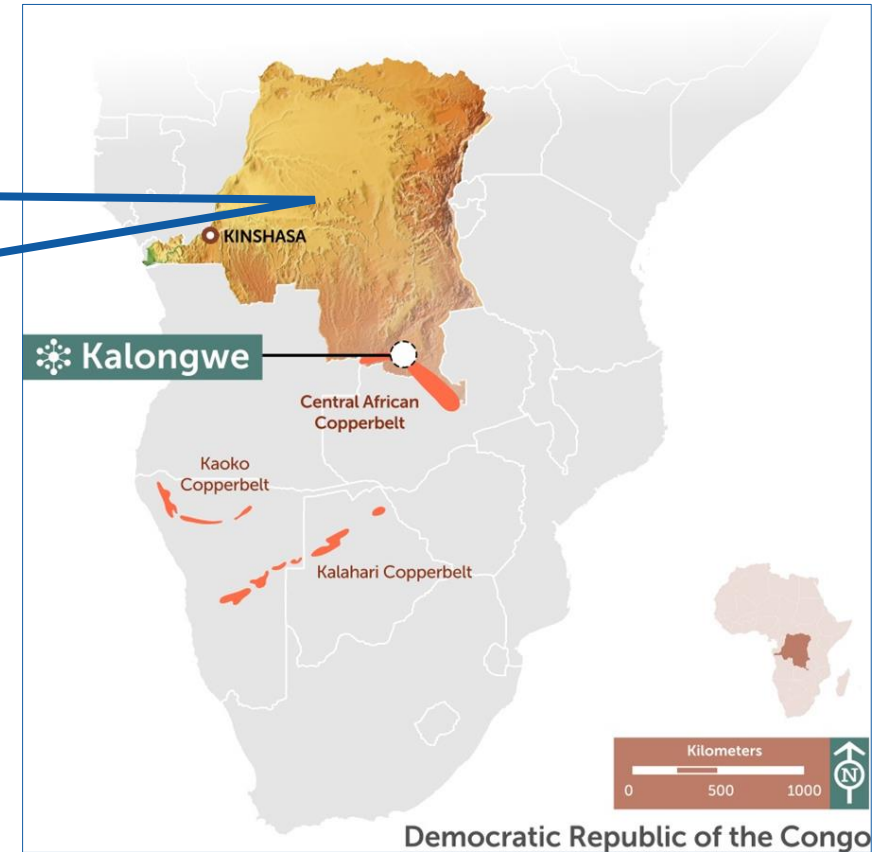 KINSHASA
Kalongwe
Central African
Copperbelt
Kaoko
Copperbelt
Kalahari Copperbelt
Kilometers
0 500 1000
N
Democratic Republic of the Congo